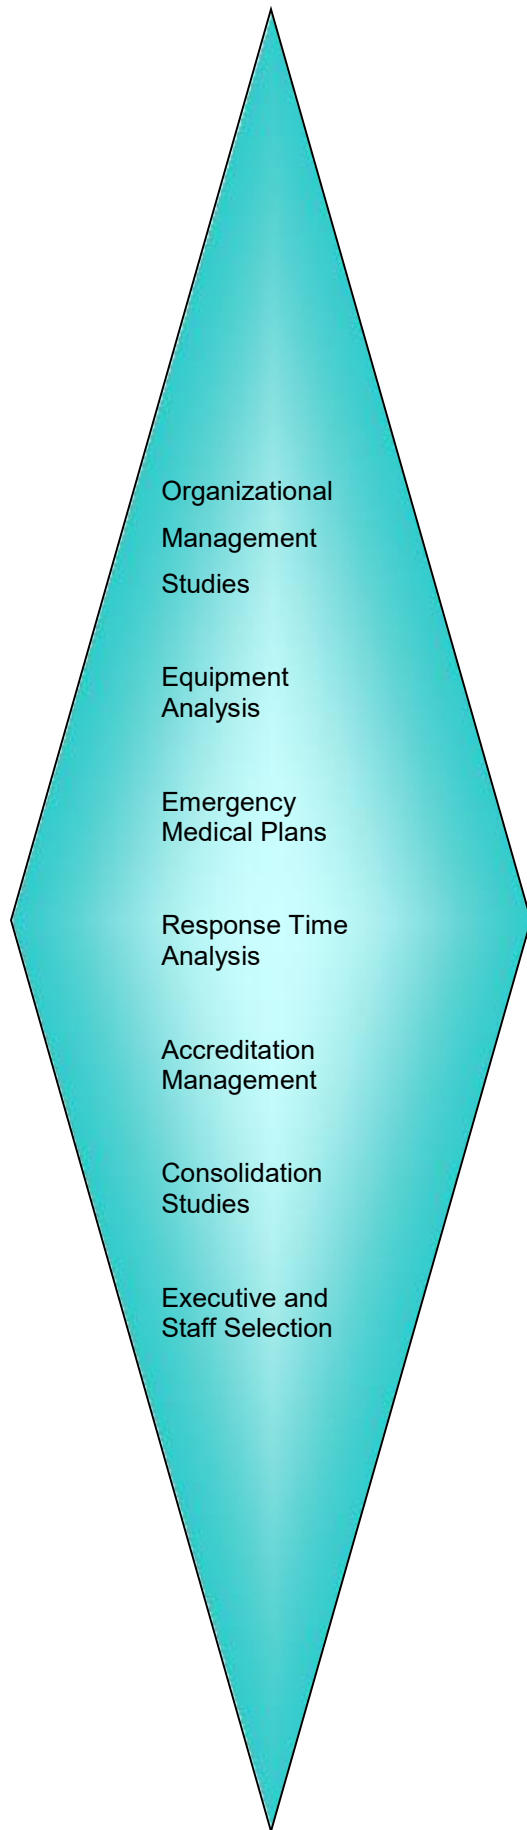 Organizational
Management
Studies
Equipment
Analysis
Emergency
Medical Plans
Response Time
Analysis
Accreditation
Management
Consolidation
Studies
Executive and
Staff Selection